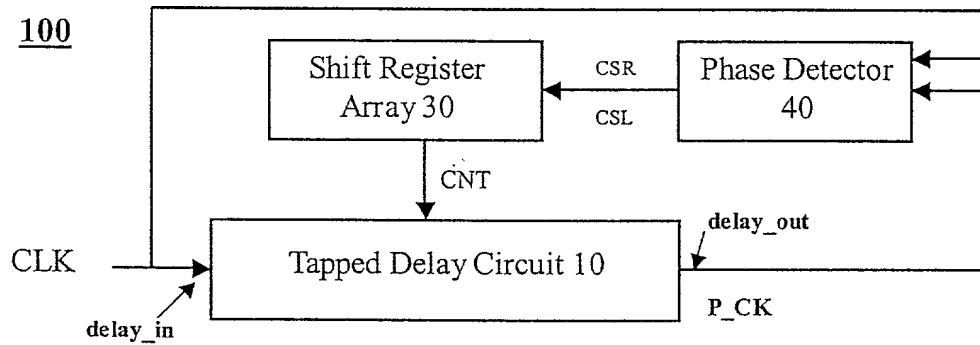 100
Shift Register
Array 30
CSR
CSL
Phase Detector
40
CNT
delay_out
CLK
Tapped Delay Circuit 10
delay_in
P_CK